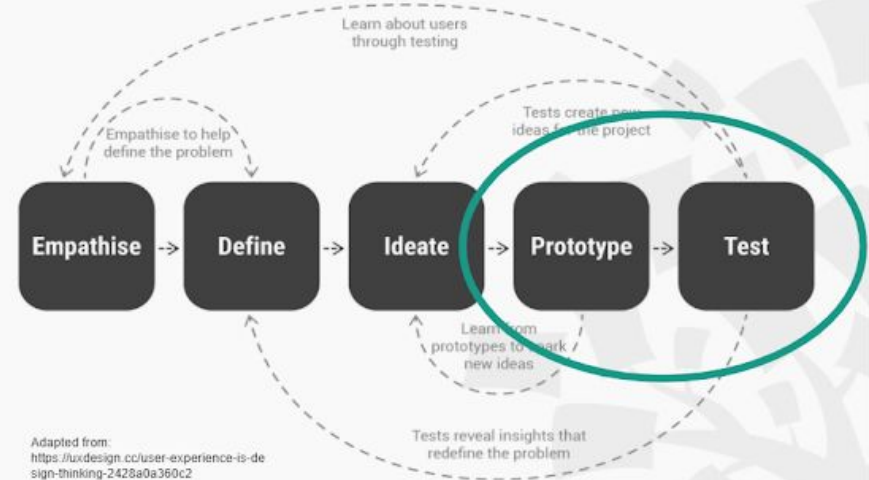 Learn about users
through testing
Tests create new
ideas for the project
Empathise to help
define the problem
Empathise
Define
Ideate
Prototype
Test
Learn from
prototypes to spark
new ideas
Tests reveal insights that
redefine the problem
Adapted from:
https://uxdesign.cc/user-experience-is-de
sign-thinking-2428a0a360c2